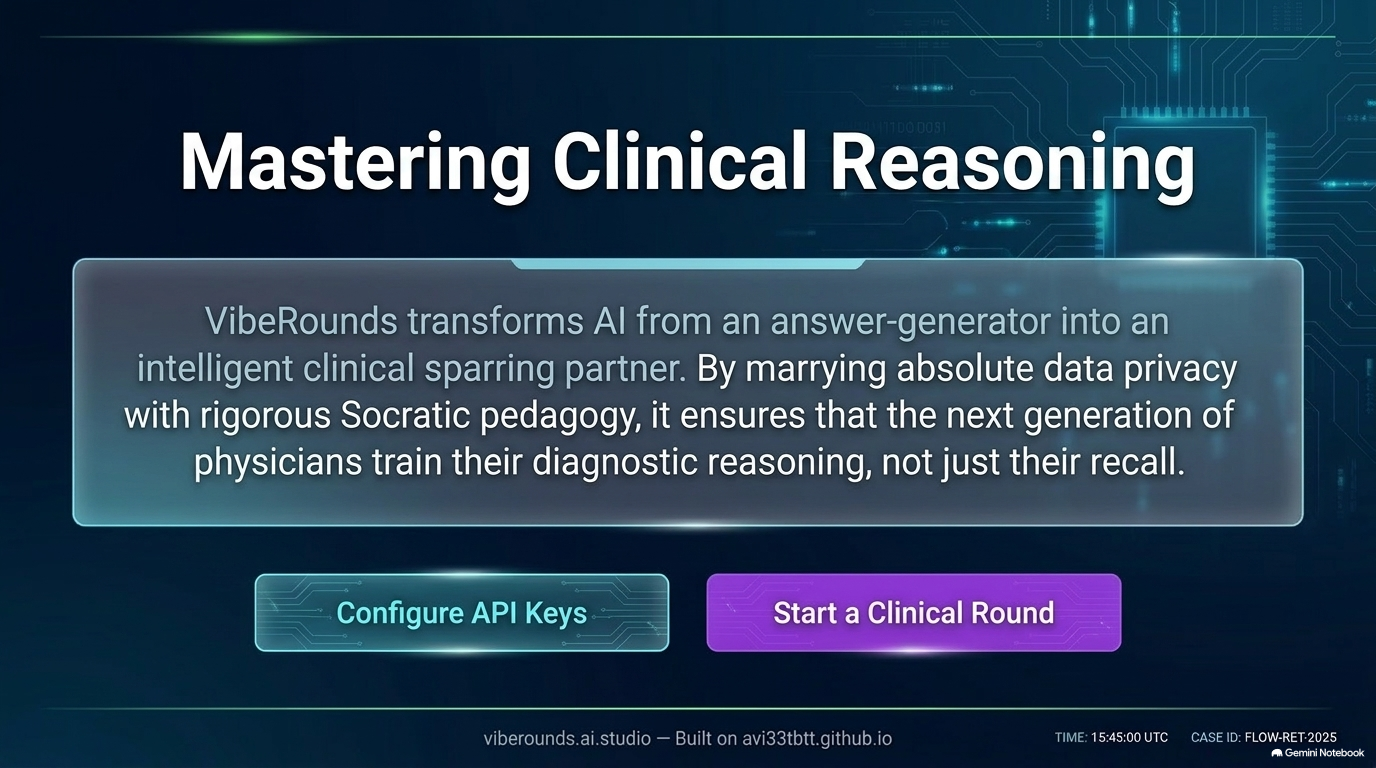 Mastering Clinical Reasoning
VibeRounds transforms AI from an answer-generator into an
intelligent clinical sparring partner. By marrying absolute data privacy
with rigorous Socratic pedagogy, it ensures that the next generation of
physicians train their diagnostic reasoning, not just their recall.
Configure API Keys
Start a Clinical Round
viberounds.ai.studio — Built on avi33tbtt.github.io
TIME: 15:45:00 UTC CASE ID: FLOW-RET-2025
Gemini Notebook